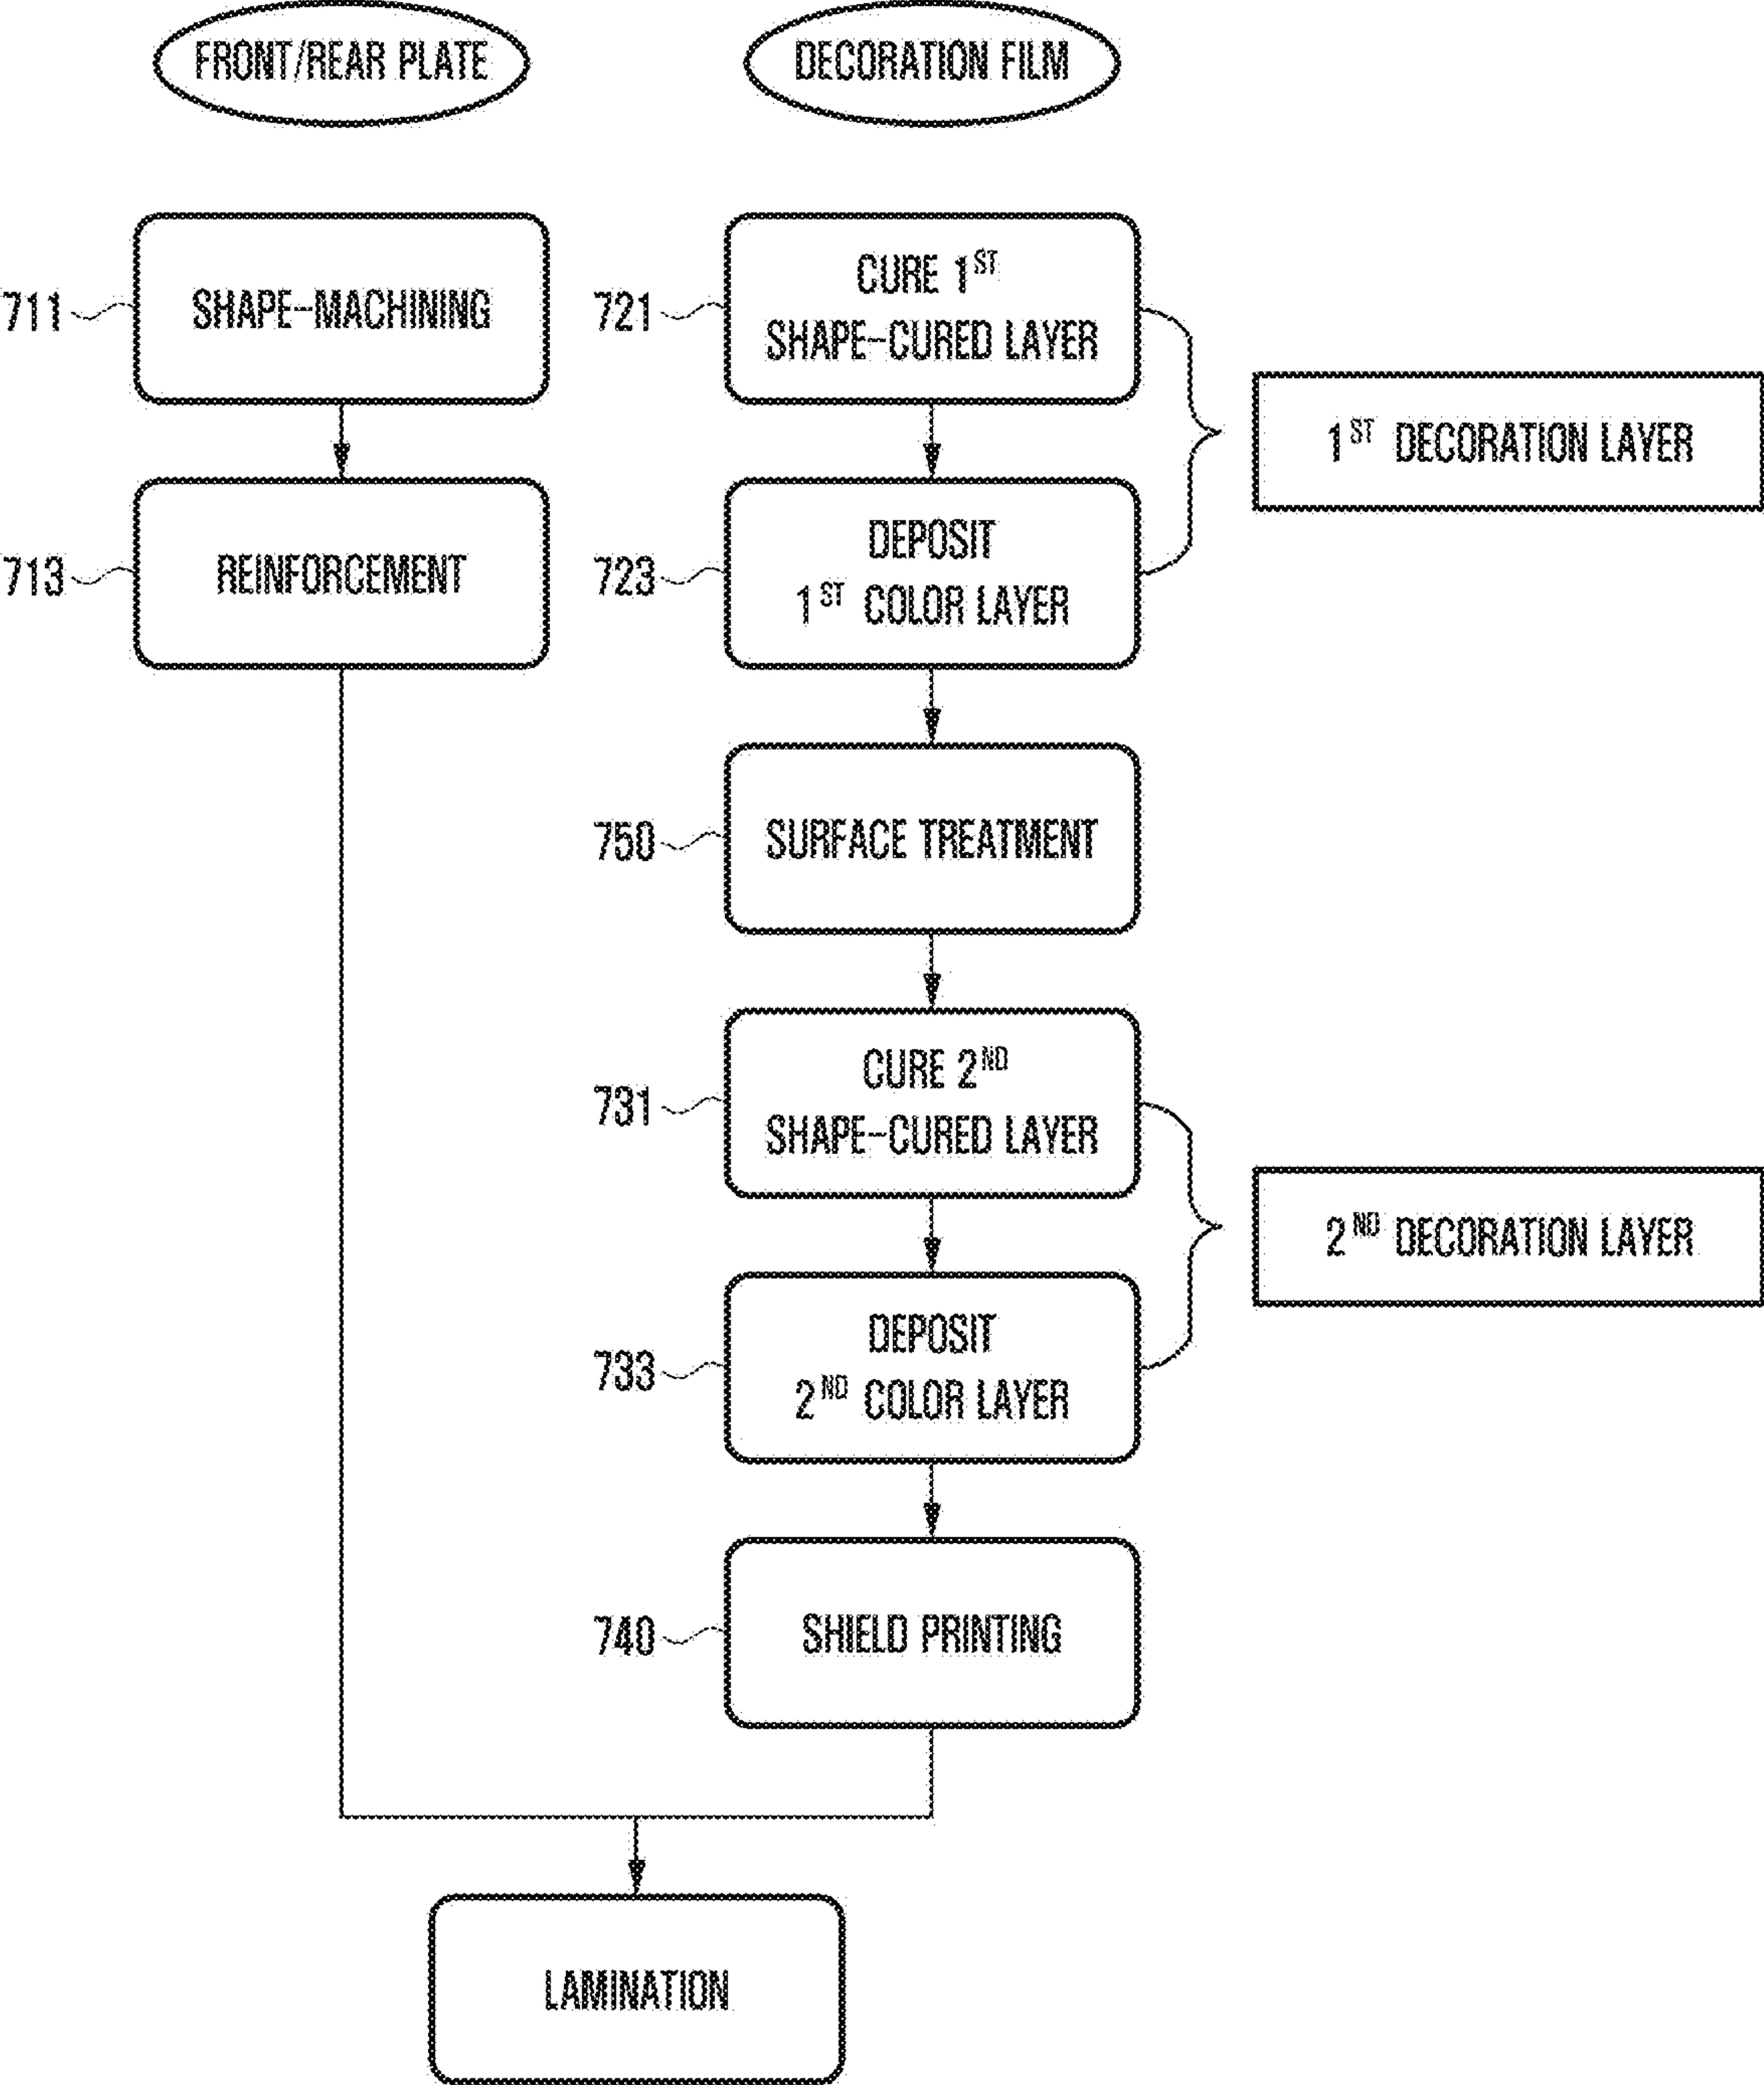 FRONT/REAR PLATE
DECORATION FILM
711
SHAPE-MACHINING
713
REINFORCEMENT
721
CURE 1ST
SHAPE-CURED LAYER
723
DEPOSIT
1ST COLOR LAYER
1ST DECORATION LAYER
750
SURFACE TREATMENT
731
CURE 2ND
SHAPE-CURED LAYER
733
DEPOSIT
2ND COLOR LAYER
2ND DECORATION LAYER
740
SHIELD PRINTING
LAMINATION